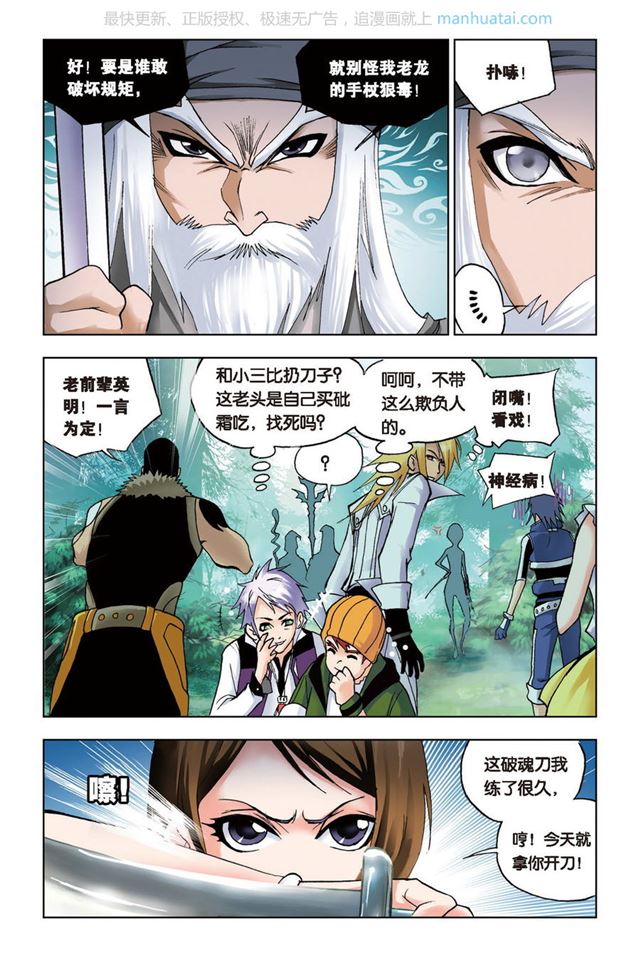 最快更新、正版授权、极速无广告，追漫画就上 manhuatai.com
好！要是谁敢
破坏规矩，
就别怪我老龙
的手杖狠毒！
扑哧！
老前辈英
明！一言
为定！
和小三比扔刀子？
这老头是自己买砒
霜吃，找死吗？
？
呵呵，不带
这么欺负人
的。
闭嘴！
看戏！
神经病！
嚓！
这破魂刀我
练了很久，
哼！今天就
拿你开刀！